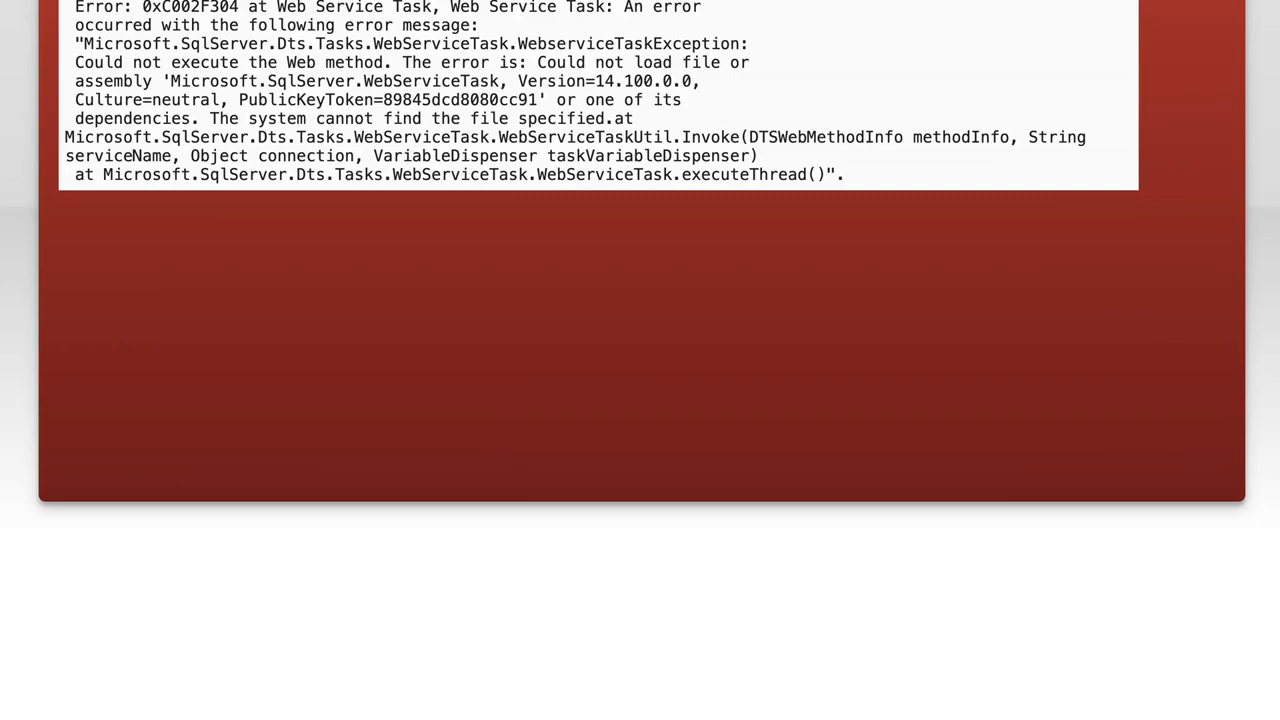 Error: 0xC002F304 at Web Service Task, Web Service Task: An error
occurred with the following error message:
"Microsoft.SqlServer.Dts.Tasks.WebServiceTask.WebserviceTaskException:
Could not execute the Web method. The error is: Could not load file or
assembly 'Microsoft.SqlServer.WebServiceTask, Version=14.100.0.0,
Culture=neutral, PublicKeyToken=89845dcd8080cc91' or one of its
dependencies. The system cannot find the file specified.at
Microsoft.SqlServer.Dts.Tasks.WebServiceTask.WebServiceTaskUtil.Invoke(DTSWebMethodInfo methodInfo, String
serviceName, Object connection, VariableDispenser taskVariableDispenser)
at Microsoft.SqlServer.Dts.Tasks.WebServiceTask.WebServiceTask.executeThread()".